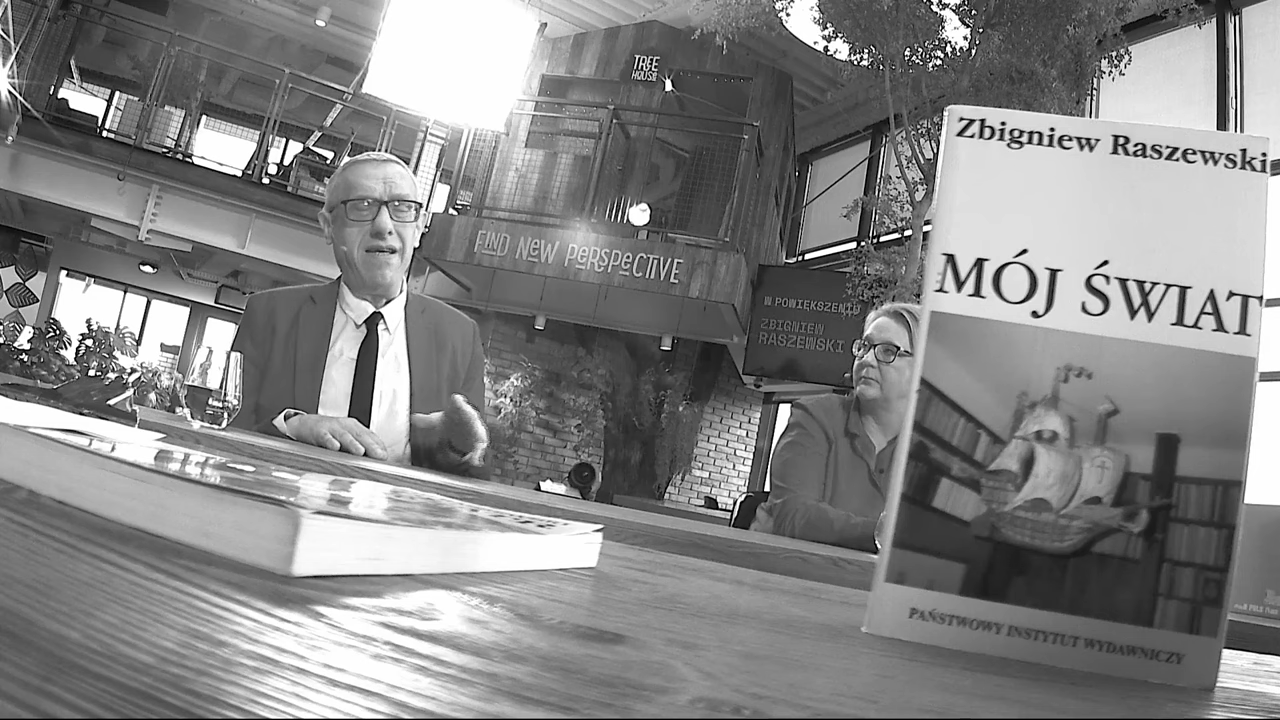 TREE
HOUSE
FIND NEW PERSPECTIVE
W POWIĘKSZENIU
ZBIGNIEW
RASZEWSKI
Zbigniew Raszewski
MÓJ ŚWIAT
PAŃSTWOWY INSTYTUT WYDAWNICZY